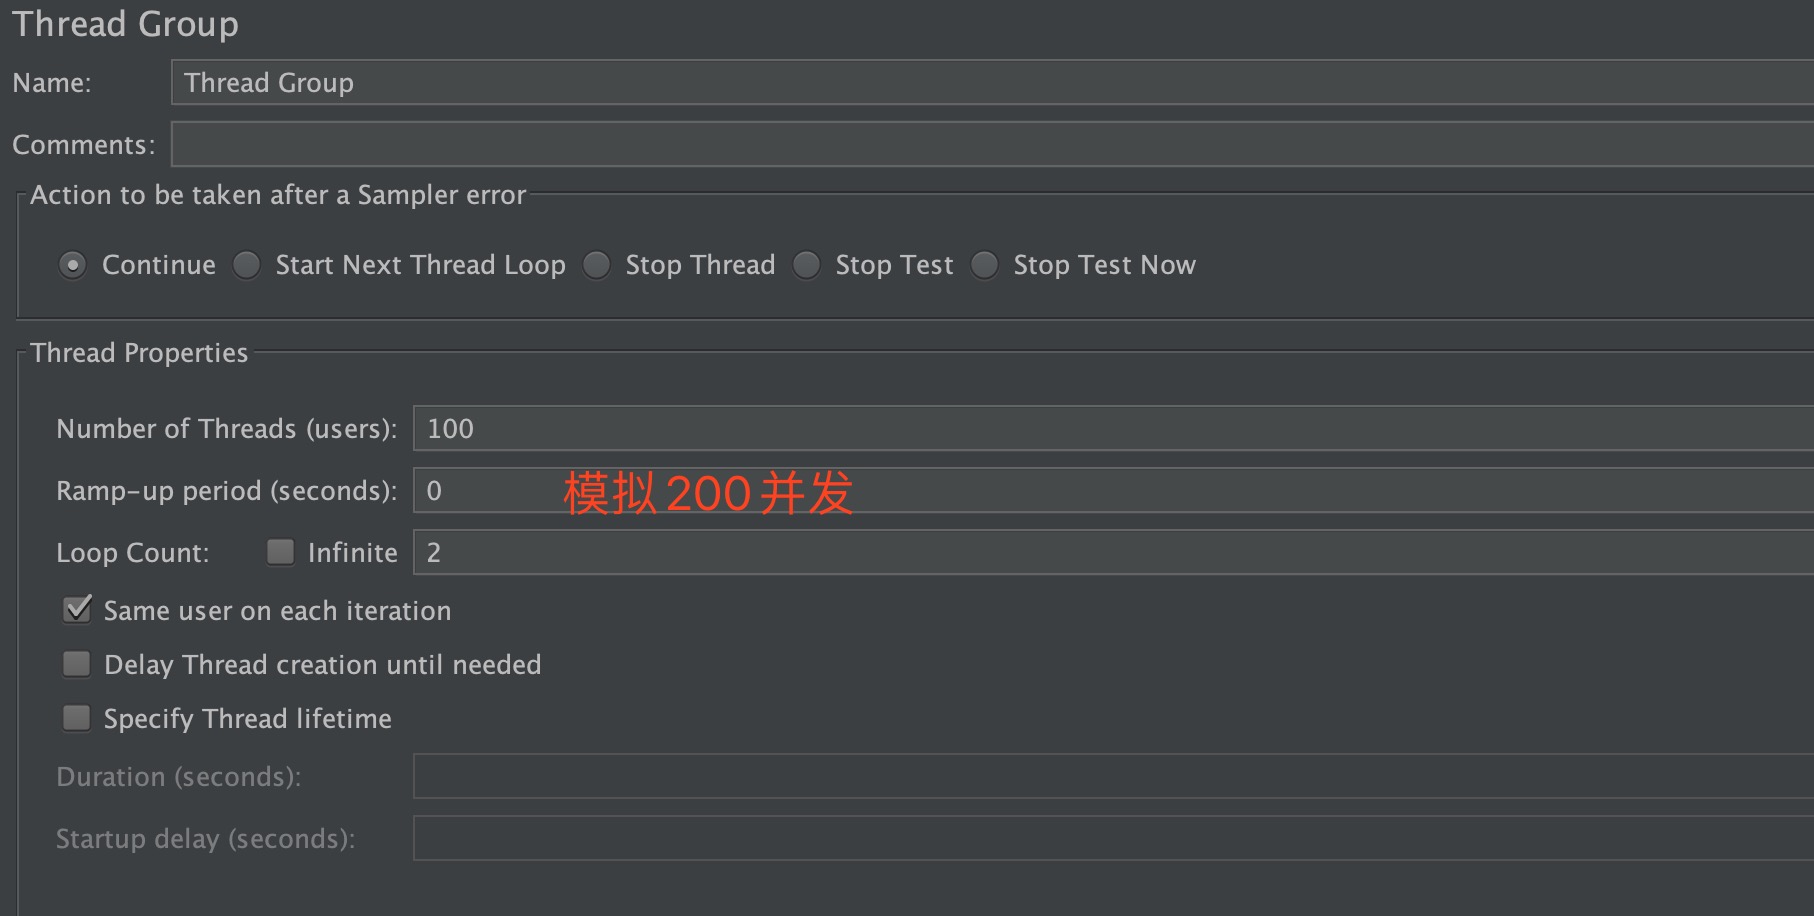 Thread Group
Name: Thread Group
Comments:
Action to be taken after a Sampler error
Continue Start Next Thread Loop Stop Thread Stop Test Stop Test Now
Thread Properties
Number of Threads (users): 100
Ramp-up period (seconds): 0 模拟200并发
Loop Count: Infinite 2
Same user on each iteration
Delay Thread creation until needed
Specify Thread lifetime
Duration (seconds):
Startup delay (seconds):